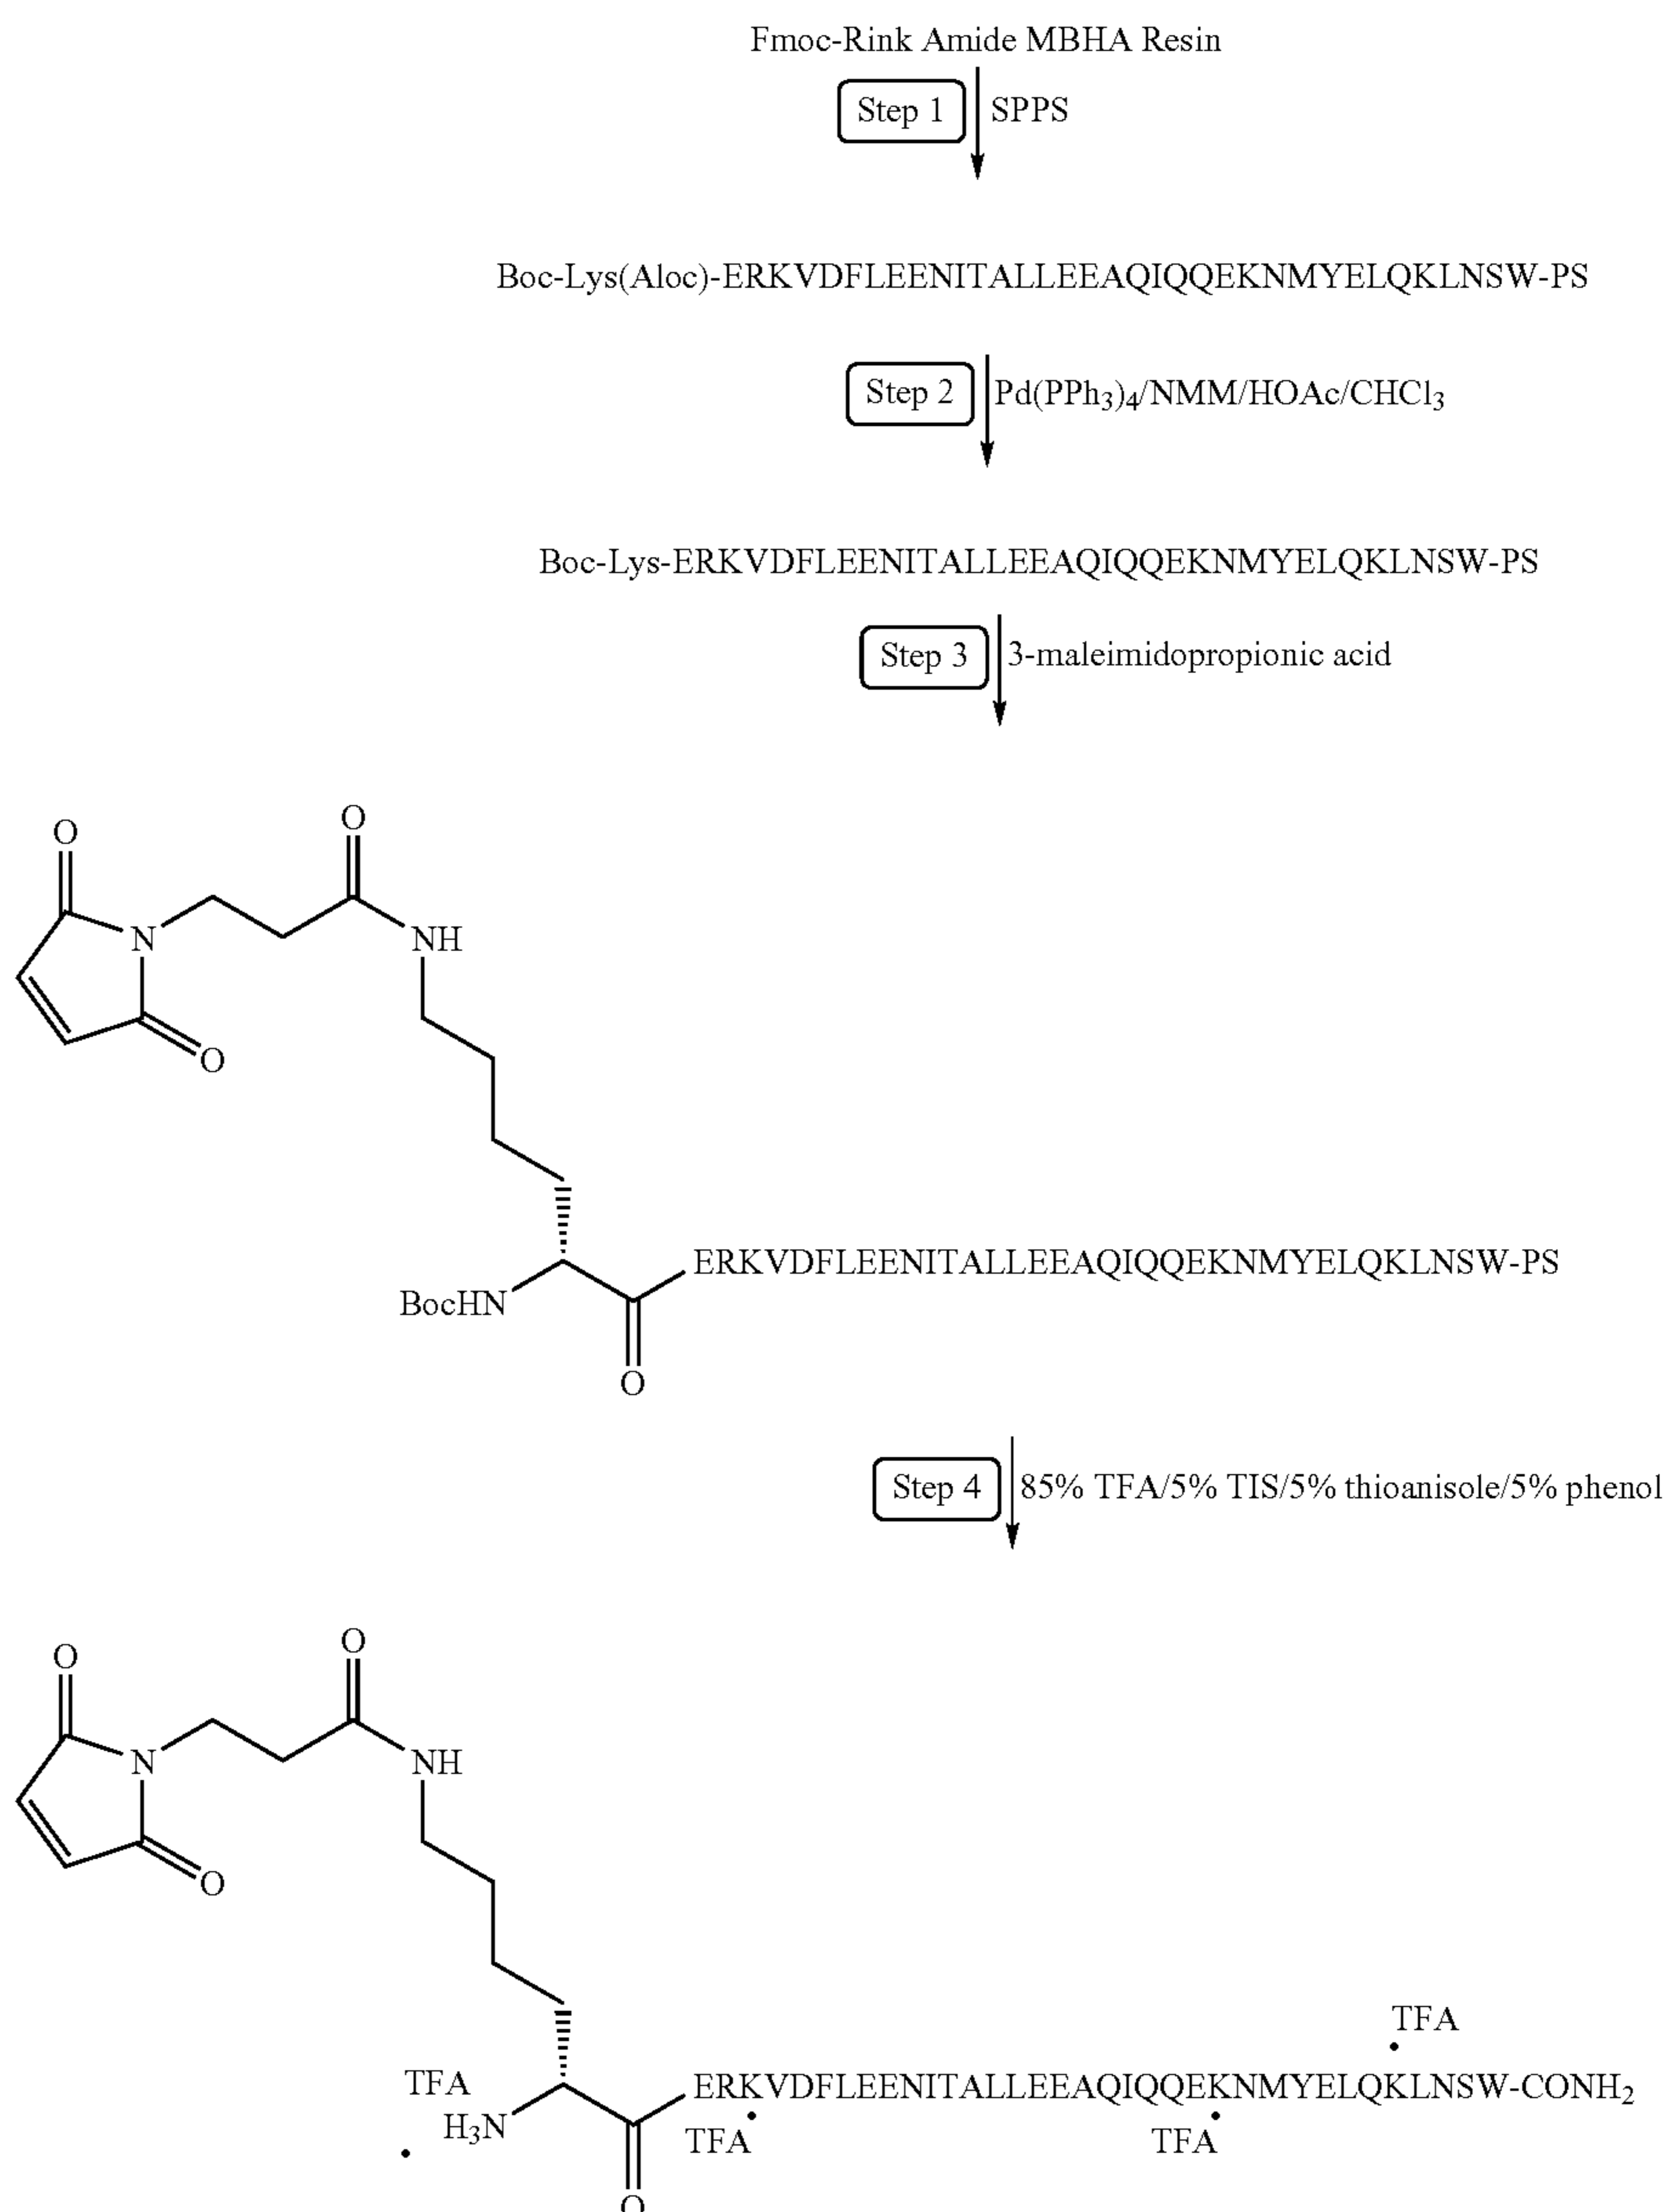 Fmoc-Rink Amide MBHA Resin
Step 1
SPPS
Boc-Lys(Aloc)-ERKVDFLEENITALLEEAQIQQEKNMYELQKLNSW-PS
Step 2
Pd(PPh3)4/NMM/HOAc/CHCl3
Boc-Lys-ERKVDFLEENITALLEEAQIQQEKNMYELQKLNSW-PS
Step 3
3-maleimidopropionic acid
O
O
N
NH
O
ERKVDFLEENITALLEEAQIQQEKNMYELQKLNSW-PS
BocHN
O
Step 4
85% TFA/5% TIS/5% thioanisole/5% phenol
O
O
N
NH
O
TFA
TFA
ERKVDFLEENITALLEEAQIQQEKNMYELQKLNSW-CONH2
H3N
TFA
TFA
O